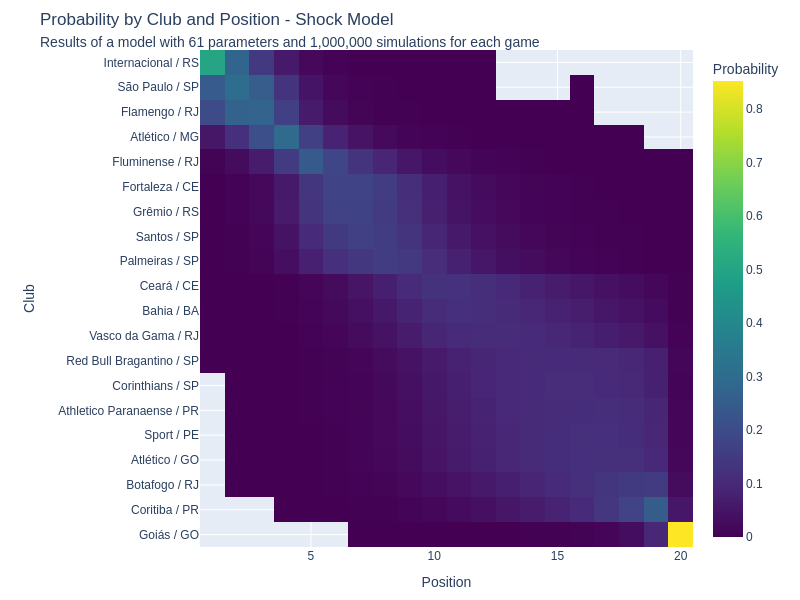 Probability by Club and Position - Shock Model
Results of a model with 61 parameters and 1,000,000 simulations for each game
Internacional / RS
São Paulo / SP
Flamengo / RJ
Atlético / MG
Fluminense / RJ
Fortaleza / CE
Grêmio / RS
Santos / SP
Palmeiras / SP
Ceará / CE
Bahia / BA
Vasco da Gama / RJ
Red Bull Bragantino / SP
Corinthians / SP
Athletico Paranaense / PR
Sport / PE
Atlético / GO
Botafogo / RJ
Coritiba / PR
Goiás / GO
Club
5
10
15
20
Position
Probability
0.8
0.7
0.6
0.5
0.4
0.3
0.2
0.1
0